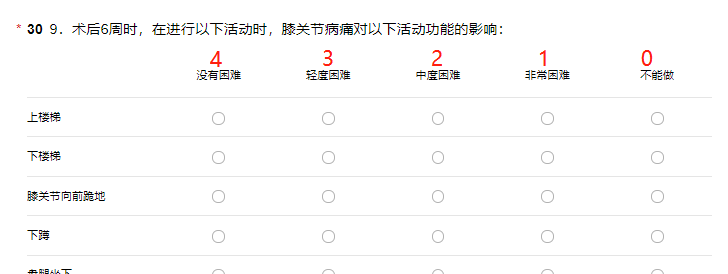 * 30 9. 术后6周时，在进行以下活动时，膝关节病痛对以下活动功能的影响：
4 3 2 1 0
没有困难 轻度困难 中度困难 非常困难 不能做
上楼梯
下楼梯
膝关节向前跪地
下蹲